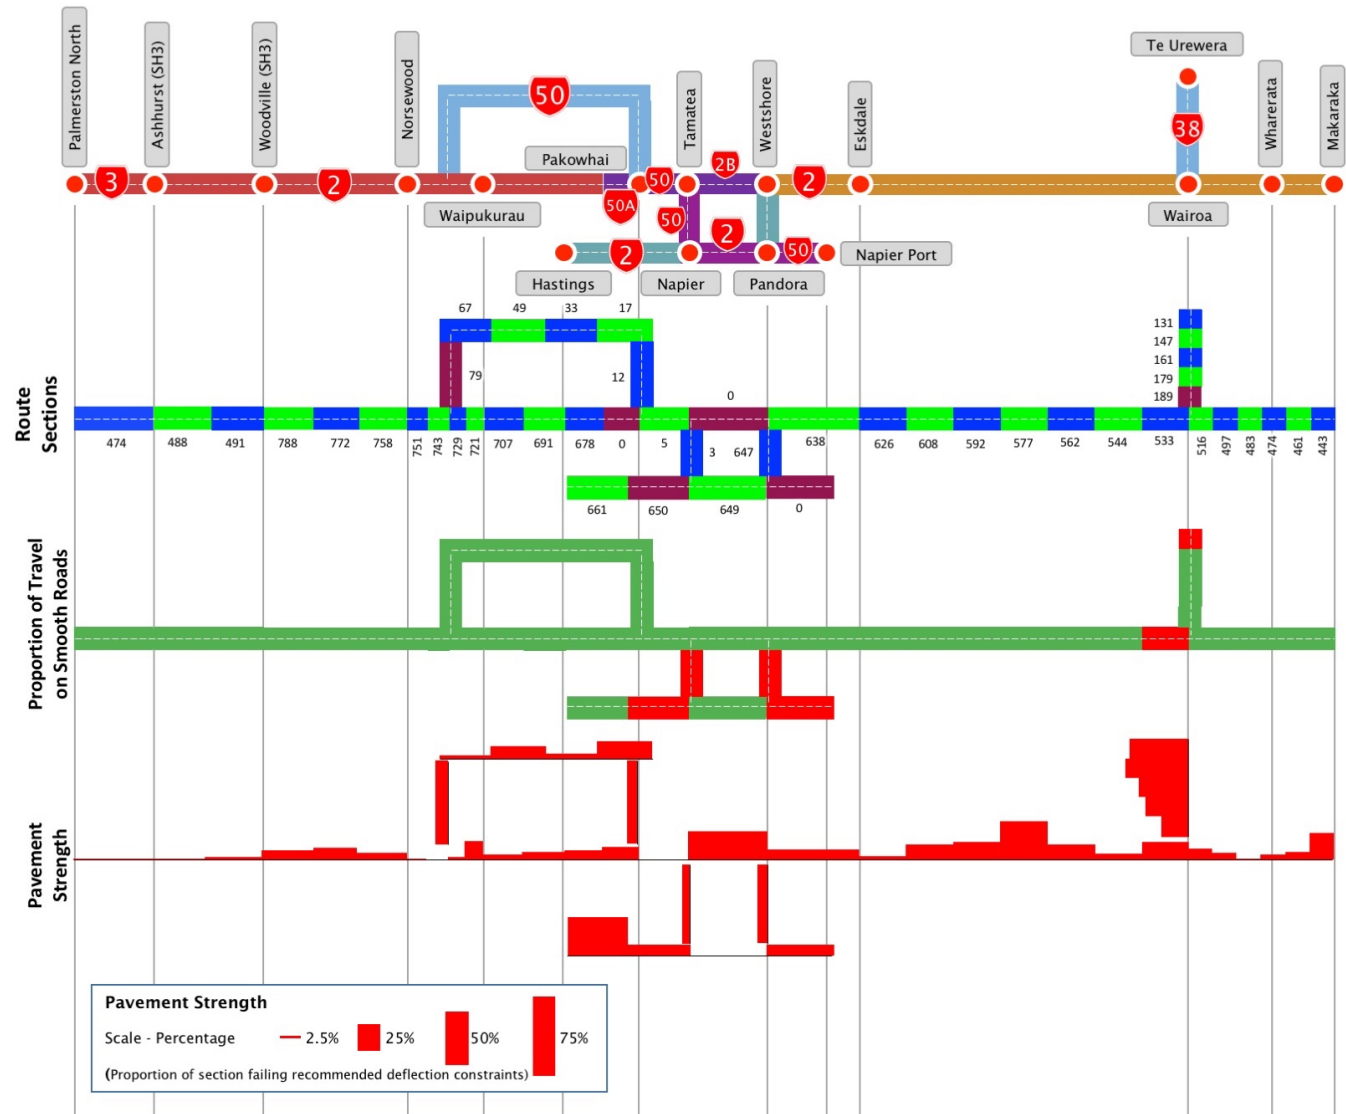 Palmerston North
Ashhurst (SH3)
Woodville (SH3)
Norsewood
Tamatea
Westshore
Eskdale
Te Urewera
Wharerata
Makaraka
50
38
Pakowhai
3
2
50
2B
2
50A
Waipukurau
50
2
2
50
Wairoa
Napier Port
Hastings
Napier
Pandora
67 49 33 17
79
12
0
131
147
161
179
189
Route
Sections
474 488 491 788 772 758 751 743 729 721 707 691 678 0 5 3 647 638 626 608 592 577 562 544 533 516 497 483 474 461 443
661 650 649 0
Proportion of Travel
on Smooth Roads
Pavement
Strength
Pavement Strength
Scale - Percentage 2.5% 25% 50% 75%
(Proportion of section failing recommended deflection constraints)